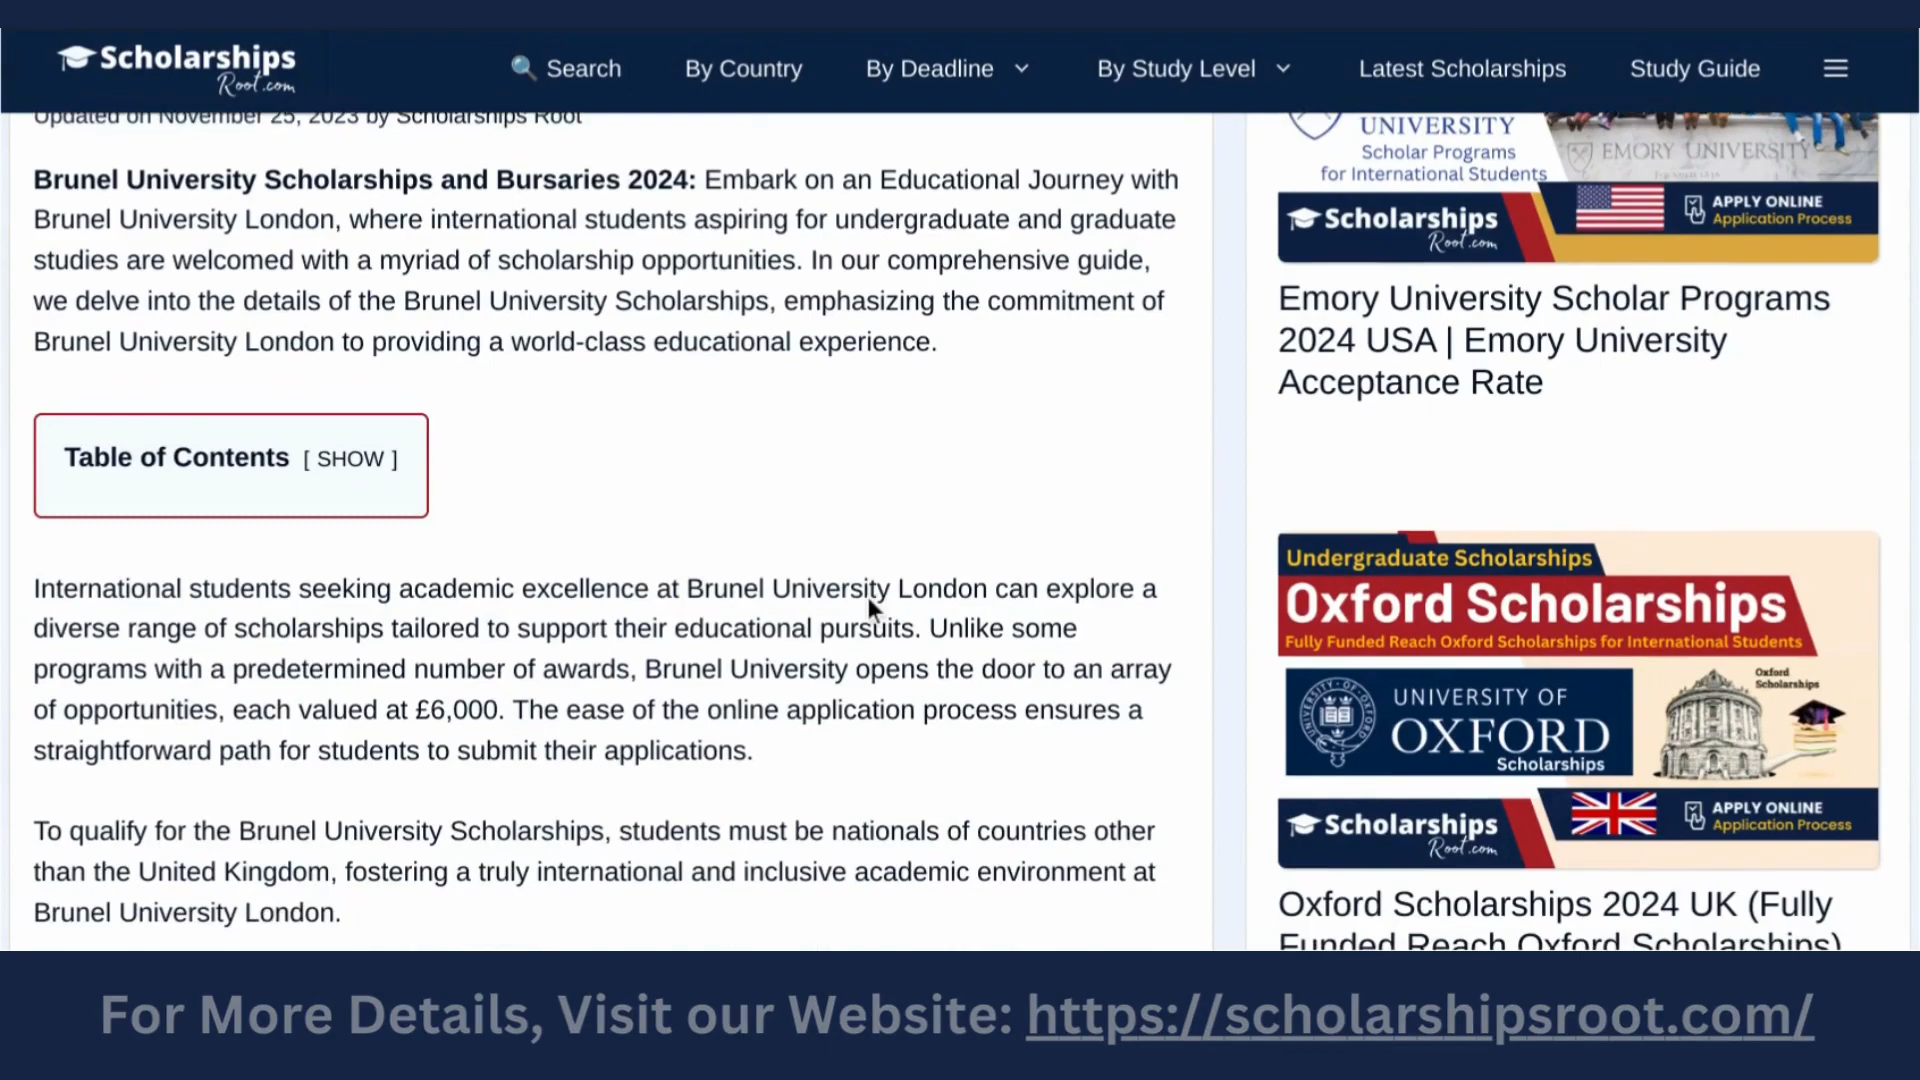 Scholarships
Root.com
Search
By Country
By Deadline
By Study Level
Latest Scholarships
Study Guide
Updated on November 25, 2023 by Scholarships Root
Brunel University Scholarships and Bursaries 2024: Embark on an Educational Journey with
Brunel University London, where international students aspiring for undergraduate and graduate
studies are welcomed with a myriad of scholarship opportunities. In our comprehensive guide,
we delve into the details of the Brunel University Scholarships, emphasizing the commitment of
Brunel University London to providing a world-class educational experience.
Table of Contents [ SHOW ]
International students seeking academic excellence at Brunel University London can explore a
diverse range of scholarships tailored to support their educational pursuits. Unlike some
programs with a predetermined number of awards, Brunel University opens the door to an array
of opportunities, each valued at £6,000. The ease of the online application process ensures a
straightforward path for students to submit their applications.
To qualify for the Brunel University Scholarships, students must be nationals of countries other
than the United Kingdom, fostering a truly international and inclusive academic environment at
Brunel University London.
UNIVERSITY
Scholar Programs
for International Students
EMORY UNIVERSITY
Scholarships
Root.com
APPLY ONLINE
Application Process
Emory University Scholar Programs
2024 USA | Emory University
Acceptance Rate
Undergraduate Scholarships
Oxford Scholarships
Fully Funded Reach Oxford Scholarships for International Students
UNIVERSITY OF
OXFORD
Scholarships
Oxford
Scholarships
Scholarships
Root.com
APPLY ONLINE
Application Process
Oxford Scholarships 2024 UK (Fully
Funded Reach Oxford Scholarships)
For More Details, Visit our Website: https://scholarshipsroot.com/